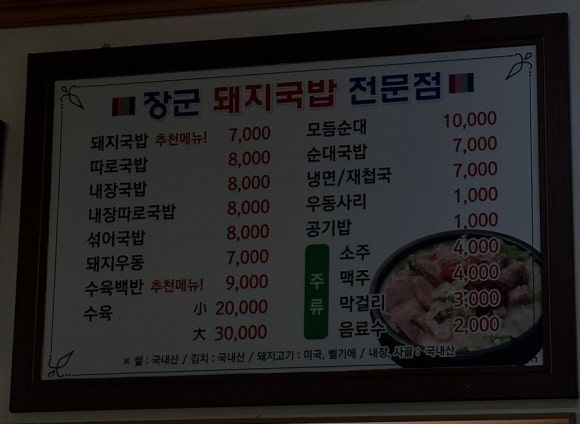 장군 돼지국밥 전문점
돼지국밥 추천메뉴! 7,000
따로국밥 8,000
내장국밥 8,000
내장따로국밥 8,000
섞어국밥 8,000
돼지우동 7,000
수육백반 추천메뉴! 9,000
수육 小 20,000
大 30,000
모듬순대 10,000
순대국밥 7,000
냉면/재첩국 7,000
우동사리 1,000
공기밥 1,000
주류
소주 4,000
맥주 4,000
막걸리 3,000
음료수 2,000
※ 쌀 : 국내산 / 김치 : 국내산 / 돼지고기 : 미국, 벨기에 / 내장, 사골 : 국내산